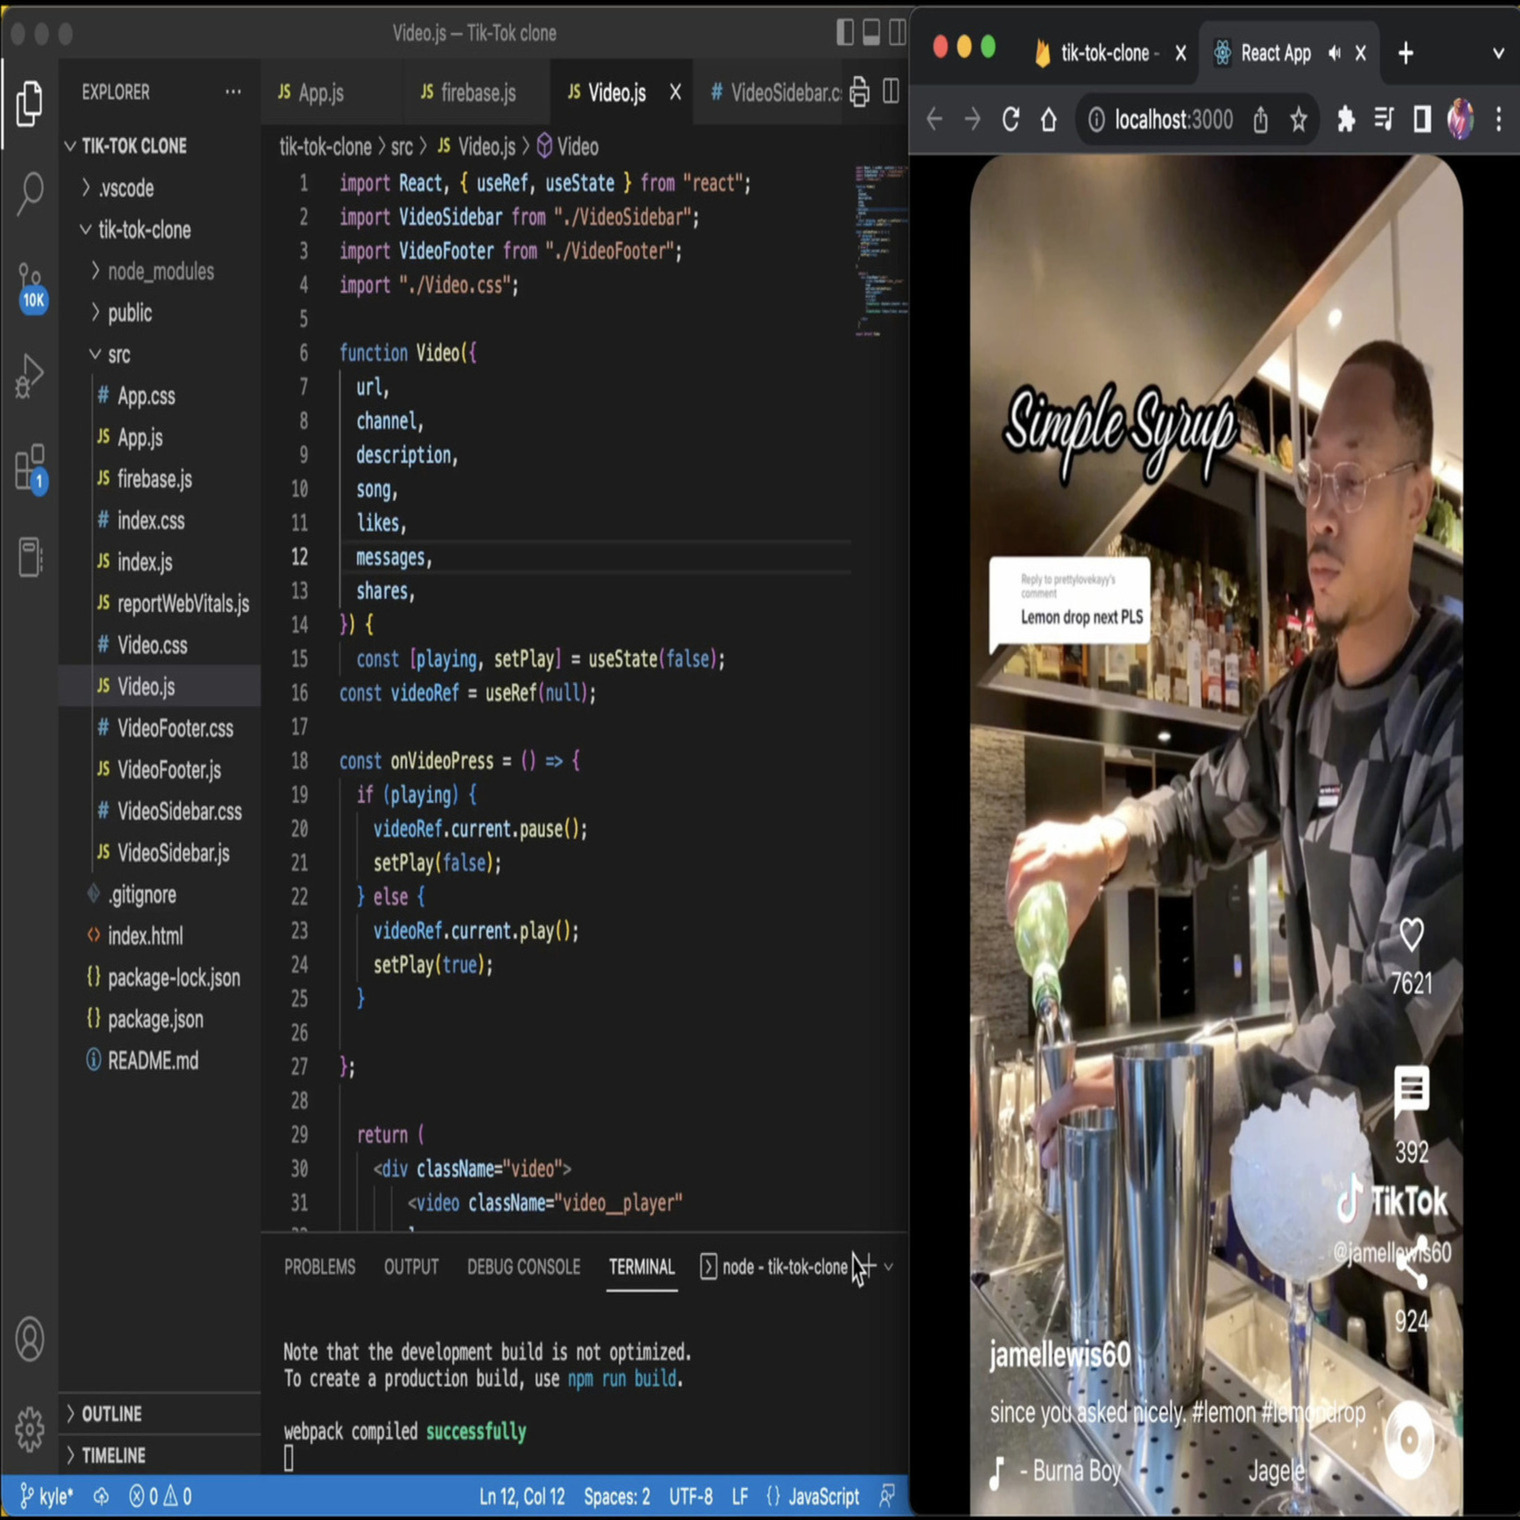 Video.js — Tik-Tok clone
EXPLORER
TIK-TOK CLONE
.vscode
tik-tok-clone
node_modules
public
src
# App.css
JS App.js
JS firebase.js
# index.css
JS index.js
JS reportWebVitals.js
# Video.css
JS Video.js
# VideoFooter.css
JS VideoFooter.js
# VideoSidebar.css
JS VideoSidebar.js
.gitignore
<> index.html
{} package-lock.json
{} package.json
README.md
OUTLINE
TIMELINE
10K
1
JS App.js JS firebase.js JS Video.js # VideoSidebar.c
tik-tok-clone > src > JS Video.js > Video
1 import React, { useRef, useState } from "react";
2 import VideoSidebar from "./VideoSidebar";
3 import VideoFooter from "./VideoFooter";
4 import "./Video.css";
5
6 function Video({
7 url,
8 channel,
9 description,
10 song,
11 likes,
12 messages,
13 shares,
14 }) {
15 const [playing, setPlay] = useState(false);
16 const videoRef = useRef(null);
17
18 const onVideoPress = () => {
19 if (playing) {
20 videoRef.current.pause();
21 setPlay(false);
22 } else {
23 videoRef.current.play();
24 setPlay(true);
25 }
26
27 };
28
29 return (
30 <div className="video">
31 <video className="video__player"
PROBLEMS OUTPUT DEBUG CONSOLE TERMINAL node - tik-tok-clone
Note that the development build is not optimized.
To create a production build, use npm run build.
webpack compiled successfully
kyle* 0 0 Ln 12, Col 12 Spaces: 2 UTF-8 LF {} JavaScript
tik-tok-clone - React App
localhost:3000
Simple Syrup
Reply to prettylovekayy's
comment
Lemon drop next PLS
7621
392
TikTok
@jamellewis60
924
jamellewis60
since you asked nicely. #lemon #lemondrop
- Burna Boy Jagele